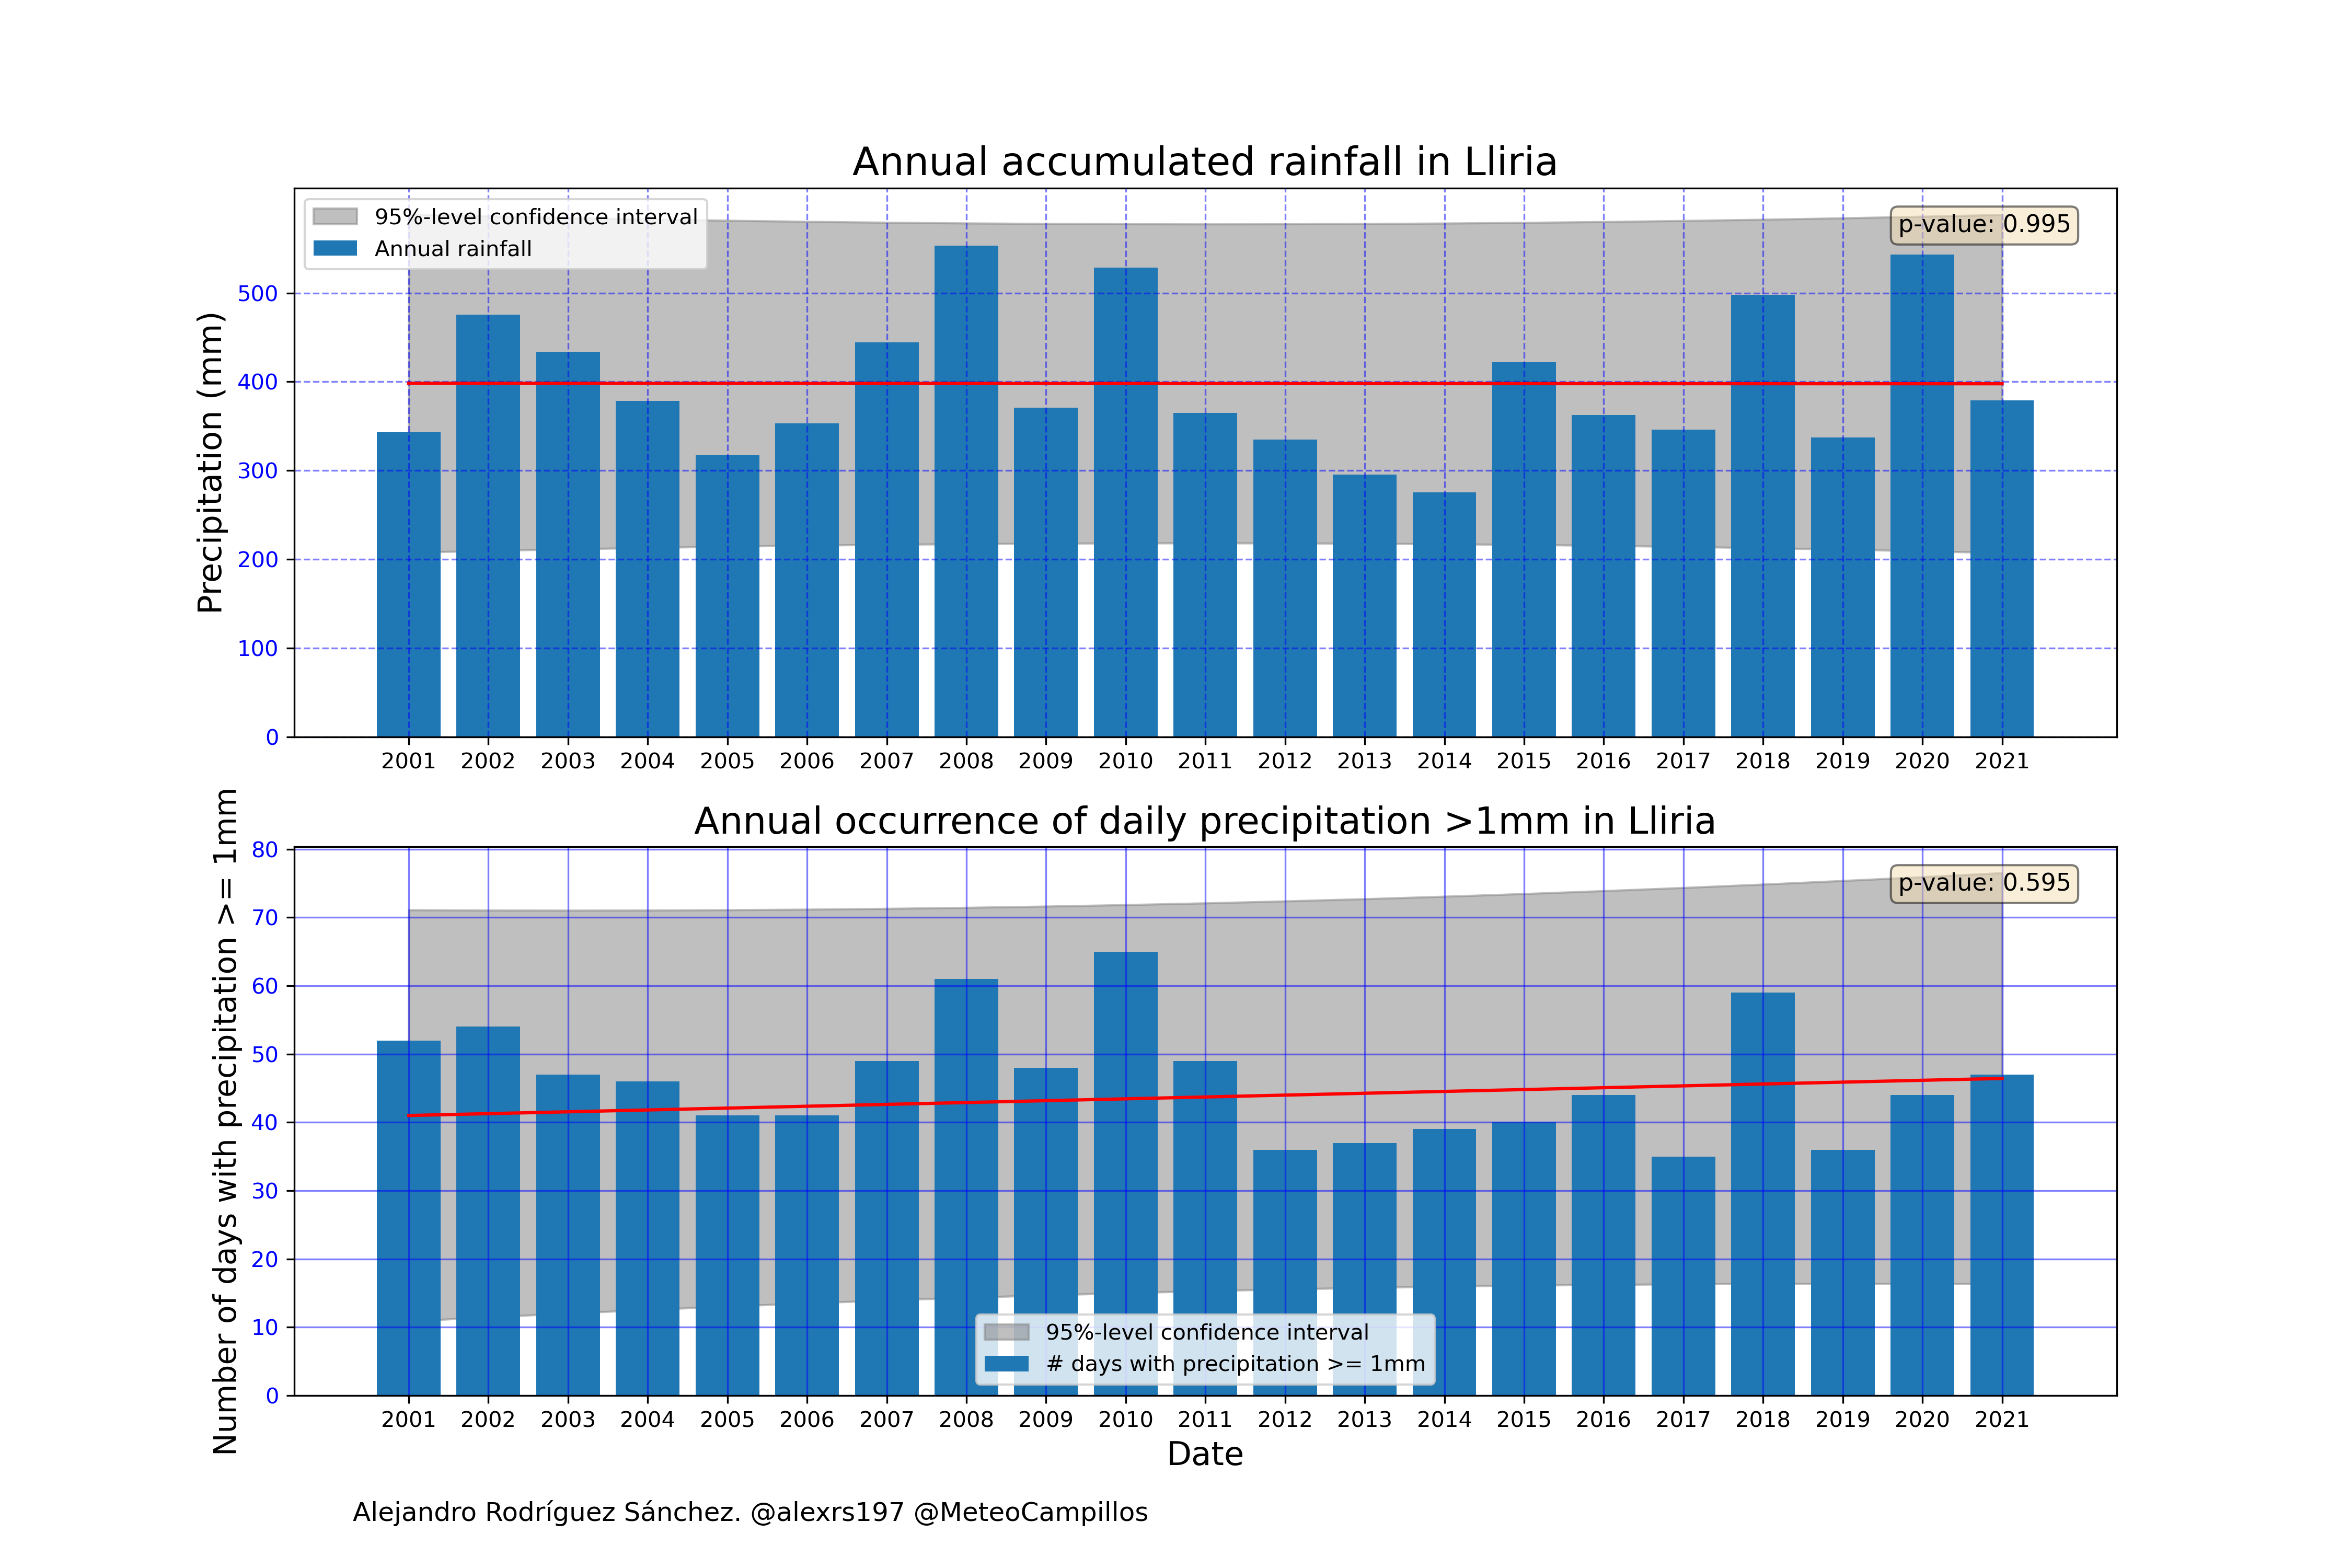 Annual accumulated rainfall in Lliria
95%-level confidence interval
Annual rainfall
p-value: 0.995
Precipitation (mm)
500
400
300
200
100
0
2001 2002 2003 2004 2005 2006 2007 2008 2009 2010 2011 2012 2013 2014 2015 2016 2017 2018 2019 2020 2021
Annual occurrence of daily precipitation >1mm in Lliria
p-value: 0.595
Number of days with precipitation >= 1mm
80
70
60
50
40
30
20
10
0
95%-level confidence interval
# days with precipitation >= 1mm
2001 2002 2003 2004 2005 2006 2007 2008 2009 2010 2011 2012 2013 2014 2015 2016 2017 2018 2019 2020 2021
Date
Alejandro Rodríguez Sánchez. @alexrs197 @MeteoCampillos